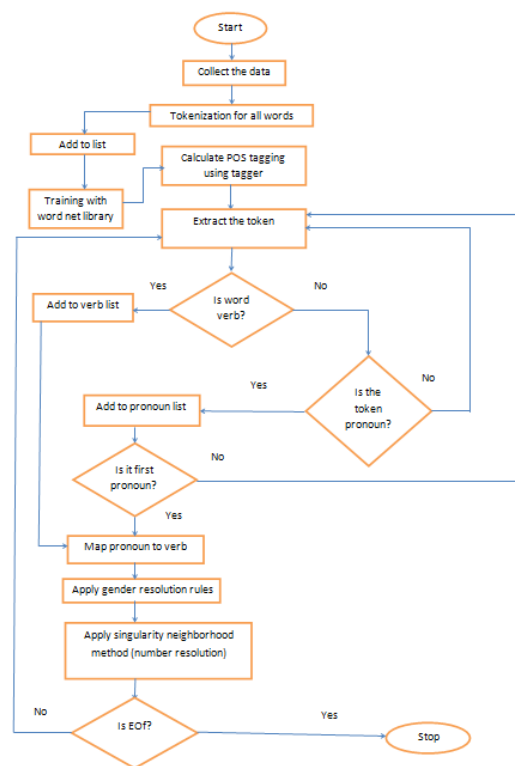 Start
Collect the data
Tokenization for all words
Add to list
Calculate POS tagging
using tagger
Training with
word net library
Extract the token
Yes
No
Is word
verb?
Add to verb list
Is the
token
pronoun?
No
Yes
Add to pronoun list
Is it first
pronoun?
No
Yes
Map pronoun to verb
Apply gender resolution rules
Apply singularity neighborhood
method (number resolution)
No
Is EOf?
Yes
Stop